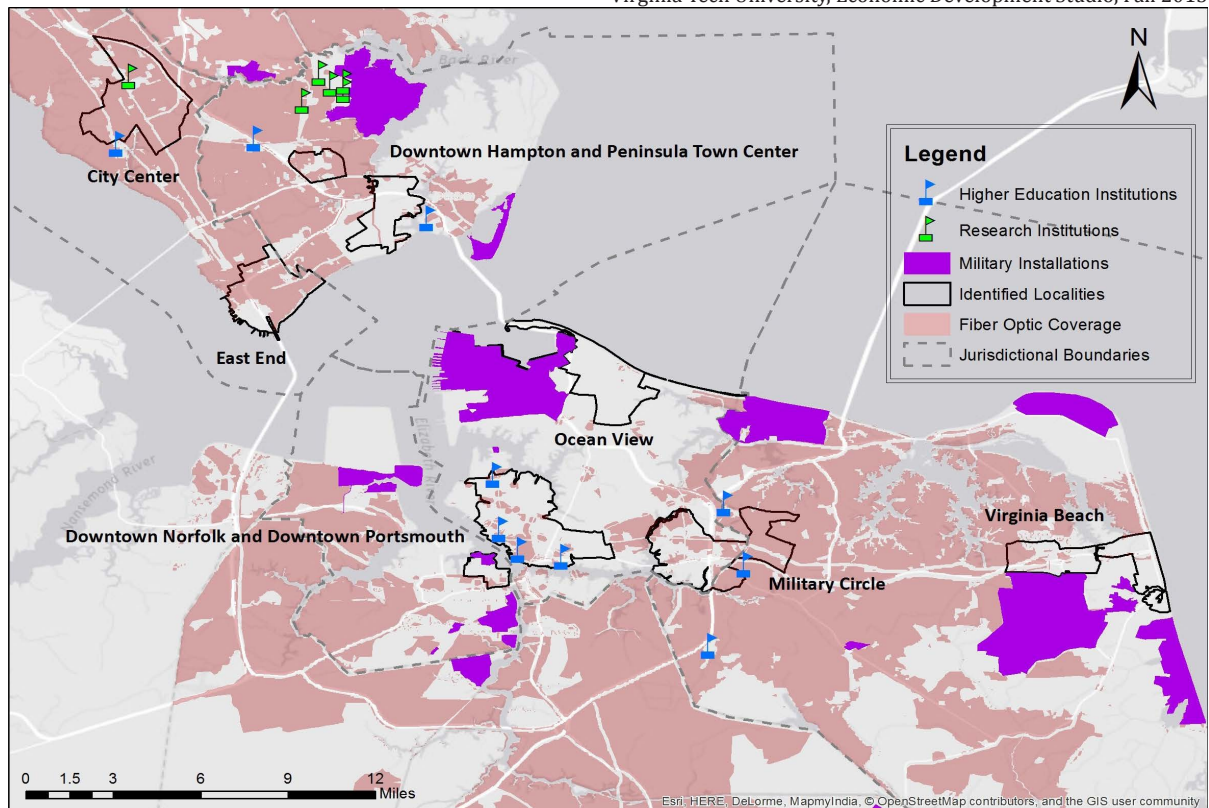 Virginia Tech University, Economic Development Studio, Fall 2015
N
Back River
Downtown Hampton and Peninsula Town Center
City Center
East End
Legend
Higher Education Institutions
Research Institutions
Military Installations
Identified Localities
Fiber Optic Coverage
Jurisdictional Boundaries
Ocean View
Elizabeth R
Nansemond River
Downtown Norfolk and Downtown Portsmouth
Virginia Beach
Military Circle
0 1.5 3 6 9 12
Miles
Esri, HERE, DeLorme, MapmyIndia, © OpenStreetMap contributors, and the GIS user community